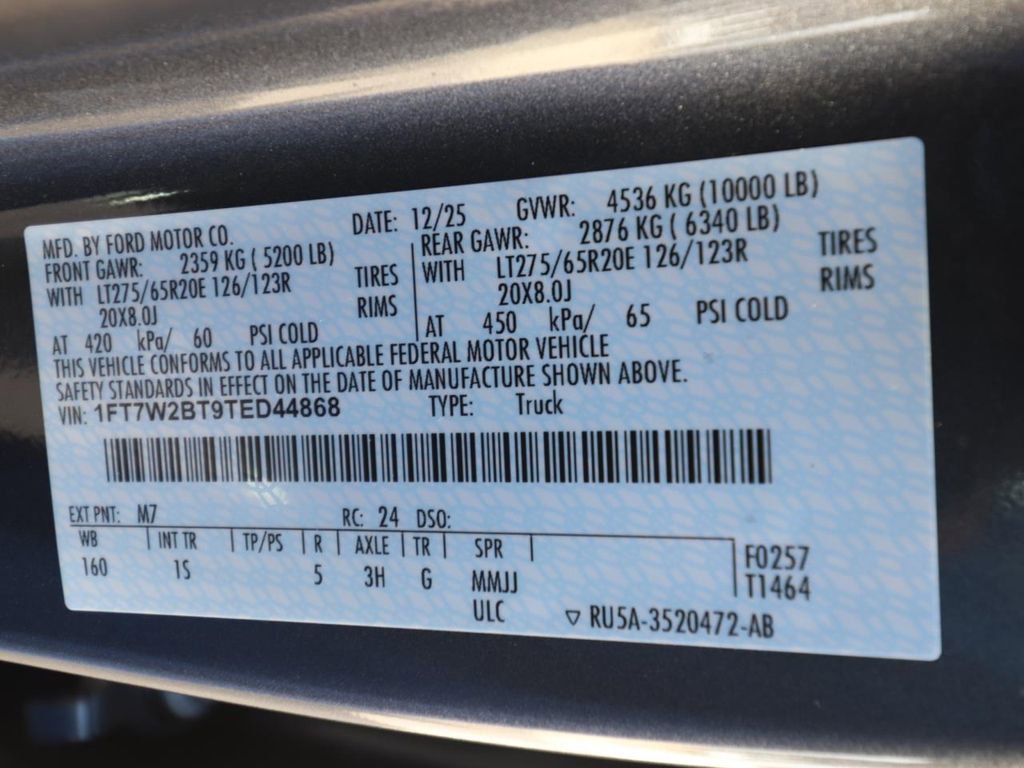 MFD. BY FORD MOTOR CO. DATE: 12/25 GVWR: 4536 KG (10000 LB)
FRONT GAWR: 2359 KG ( 5200 LB) REAR GAWR: 2876 KG ( 6340 LB)
WITH LT275/65R20E 126/123R TIRES WITH LT275/65R20E 126/123R TIRES
20X8.0J RIMS 20X8.0J RIMS
AT 420 kPa/ 60 PSI COLD AT 450 kPa/ 65 PSI COLD
THIS VEHICLE CONFORMS TO ALL APPLICABLE FEDERAL MOTOR VEHICLE
SAFETY STANDARDS IN EFFECT ON THE DATE OF MANUFACTURE SHOWN ABOVE.
VIN: 1FT7W2BT9TED44868 TYPE: Truck
EXT PNT: M7 RC: 24 DSO:
WB INT TR TP/PS R AXLE TR SPR F0257
160 1S 5 3H G MMJJ T1464
ULC ▽ RU5A-3520472-AB